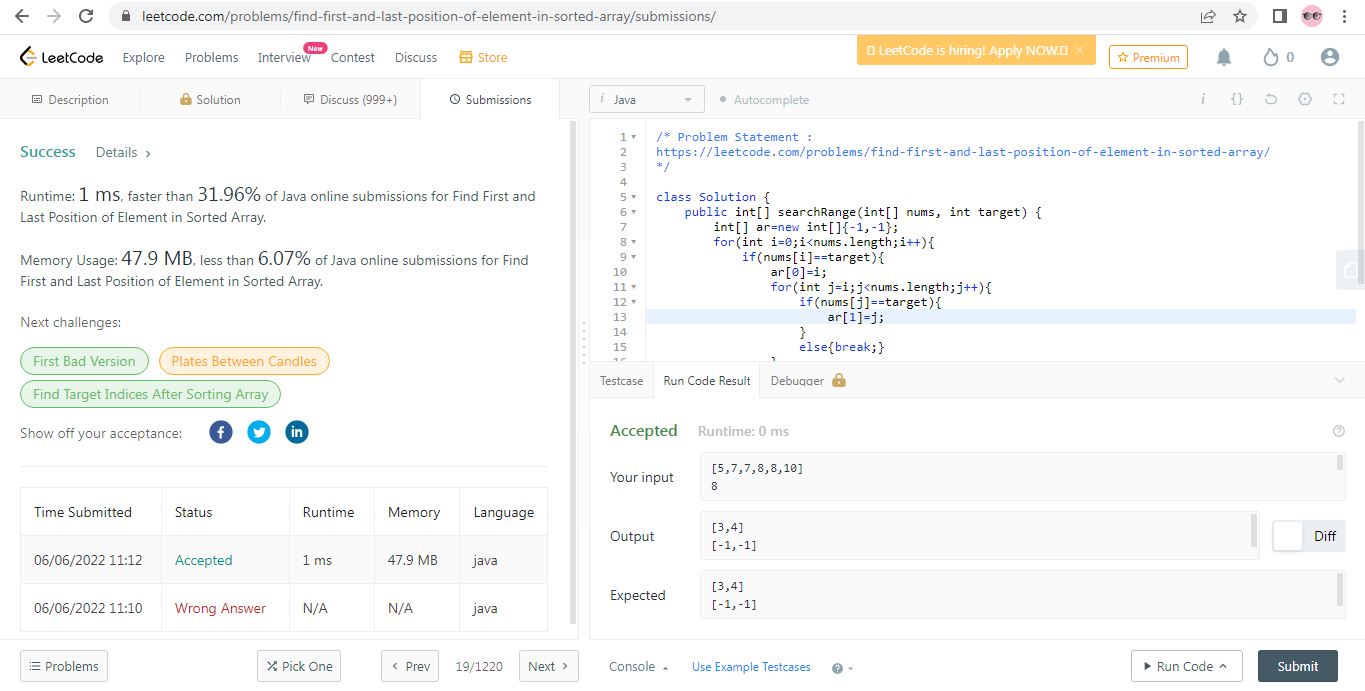 leetcode.com/problems/find-first-and-last-position-of-element-in-sorted-array/submissions/
LeetCode Explore Problems Interview New Contest Discuss Store
LeetCode is hiring! Apply NOW. × Premium 0
Description Solution Discuss (999+) Submissions
i Java Autocomplete
Success Details >
Runtime: 1 ms, faster than 31.96% of Java online submissions for Find First and
Last Position of Element in Sorted Array.
Memory Usage: 47.9 MB, less than 6.07% of Java online submissions for Find
First and Last Position of Element in Sorted Array.
Next challenges:
First Bad Version Plates Between Candles
Find Target Indices After Sorting Array
Show off your acceptance:
Time Submitted Status Runtime Memory Language
06/06/2022 11:12 Accepted 1 ms 47.9 MB java
06/06/2022 11:10 Wrong Answer N/A N/A java
Problems Pick One < Prev 19/1220 Next >
1 /* Problem Statement :
2 https://leetcode.com/problems/find-first-and-last-position-of-element-in-sorted-array/
3 */
4
5 class Solution {
6 public int[] searchRange(int[] nums, int target) {
7 int[] ar=new int[]{-1,-1};
8 for(int i=0;i<nums.length;i++){
9 if(nums[i]==target){
10 ar[0]=i;
11 for(int j=i;j<nums.length;j++){
12 if(nums[j]==target){
13 ar[1]=j;
14 }
15 else{break;}
Testcase Run Code Result Debugger
Accepted Runtime: 0 ms
Your input
[5,7,7,8,8,10]
8
Output
[3,4]
[-1,-1]
Diff
Expected
[3,4]
[-1,-1]
Console Use Example Testcases Run Code Submit